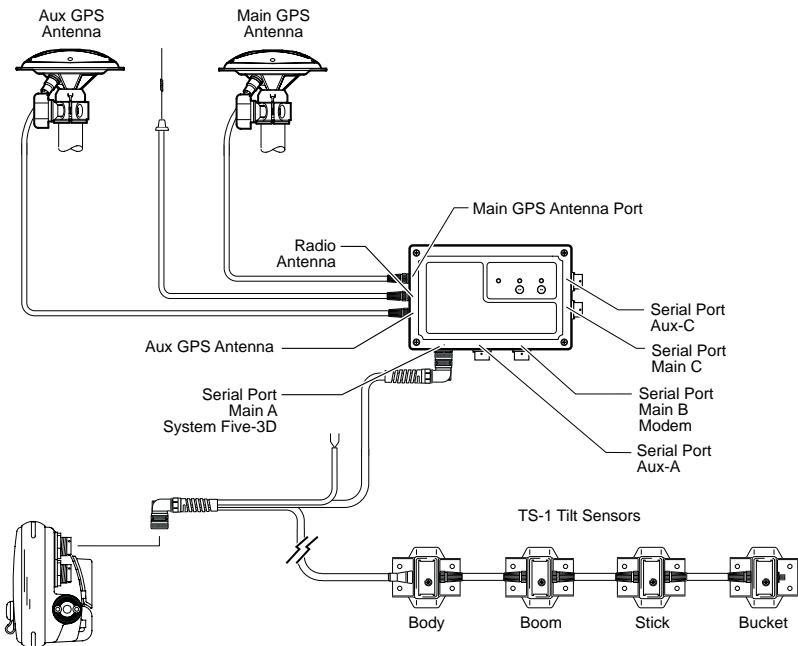 Aux GPS
Antenna
Main GPS
Antenna
Main GPS Antenna Port
Radio
Antenna
Serial Port
Aux-C
Aux GPS Antenna
Serial Port
Main C
Serial Port
Main A
System Five-3D
Serial Port
Main B
Modem
Serial Port
Aux-A
TS-1 Tilt Sensors
Body
Boom
Stick
Bucket